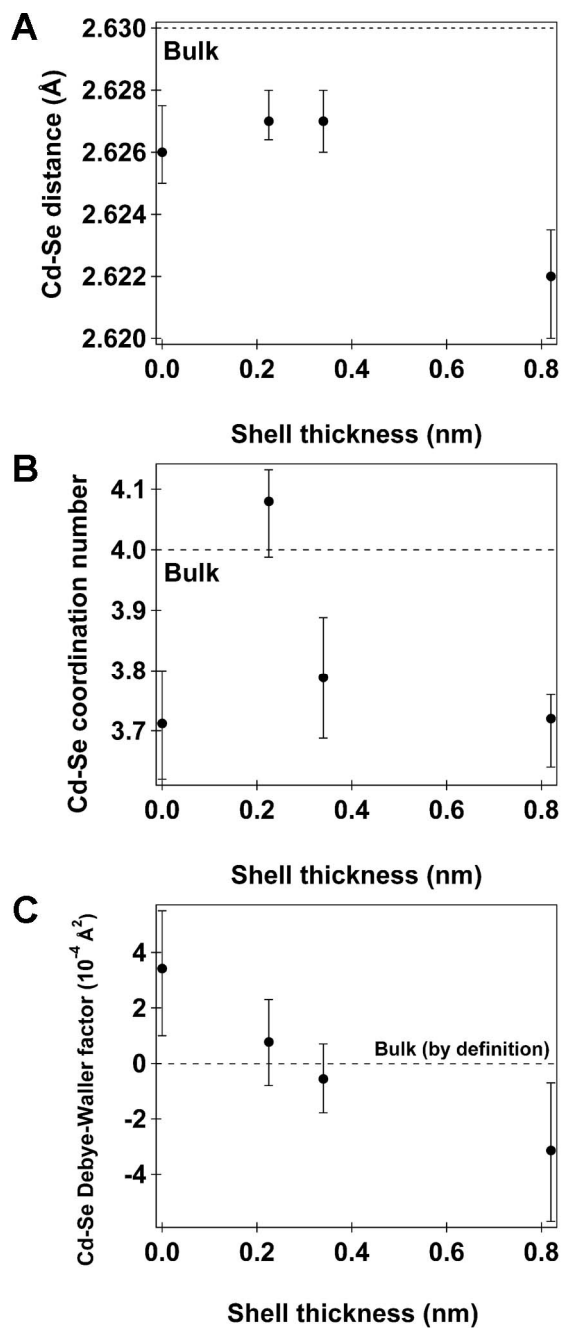 A
Cd-Se distance (Å)
2.630
2.628
2.626
2.624
2.622
2.620
Bulk
0.0 0.2 0.4 0.6 0.8
Shell thickness (nm)
B
Cd-Se coordination number
4.1
4.0
3.9
3.8
3.7
Bulk
0.0 0.2 0.4 0.6 0.8
Shell thickness (nm)
C
Cd-Se Debye-Waller factor (10⁻⁴ Å²)
4
2
0
-2
-4
Bulk (by definition)
0.0 0.2 0.4 0.6 0.8
Shell thickness (nm)